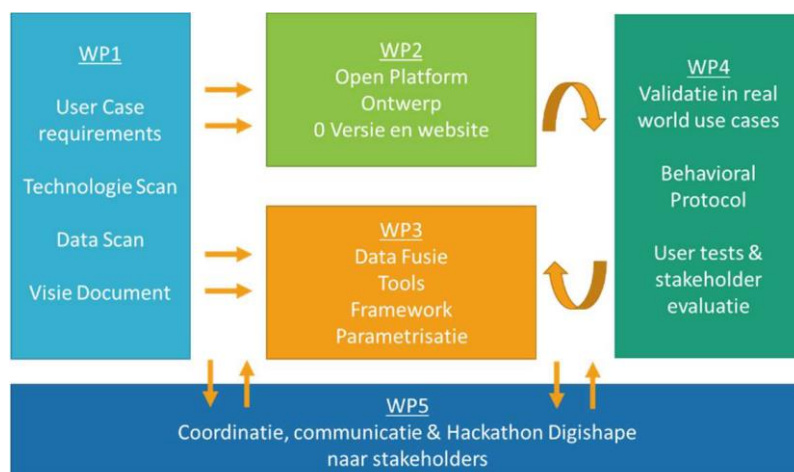 WP1
User Case
requirements
Technologie Scan
Data Scan
Visie Document
WP2
Open Platform
Ontwerp
0 Versie en website
WP3
Data Fusie
Tools
Framework
Parametrisatie
WP4
Validatie in real
world use cases
Behavioral
Protocol
User tests &
stakeholder
evaluatie
WP5
Coordinatie, communicatie & Hackathon Digishape
naar stakeholders